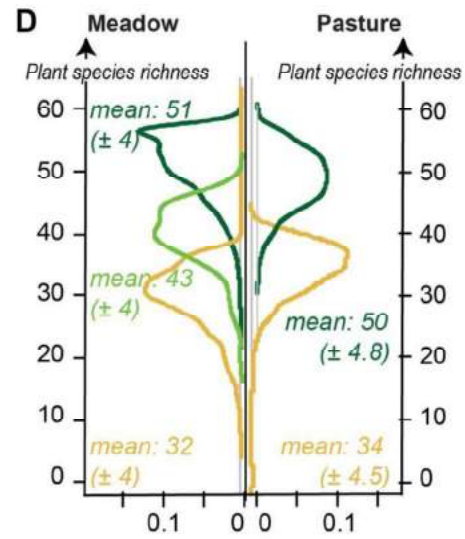 D
Meadow Pasture
Plant species richness Plant species richness
60 mean: 51 60
(± 4)
50 50
40 40
mean: 43
30 (± 4) 30
mean: 50
20 (± 4.8) 20
10 10
mean: 32 mean: 34
0 (± 4) (± 4.5) 0
0.1 0 0 0.1